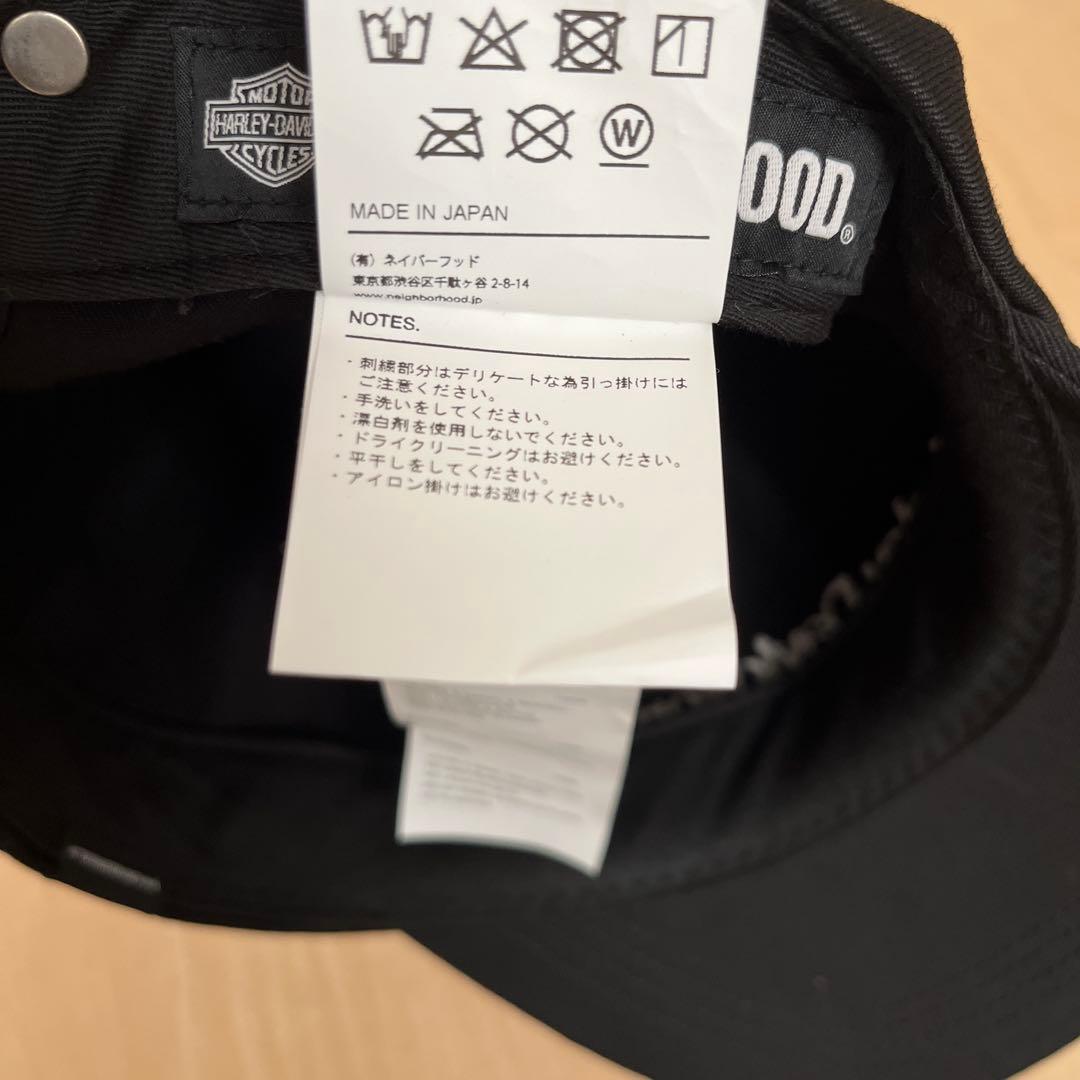 MOTOR
HARLEY-DAVID
CYCLES
W
OOD.®
MADE IN JAPAN
(有) ネイバーフッド
東京都渋谷区千駄ヶ谷 2-8-14
www.neighborhood.jp
NOTES.
・刺繍部分はデリケートな為引っ掛けには
ご注意ください。
・手洗いをしてください。
・漂白剤を使用しないでください。
・ドライクリーニングはお避けください。
・平干しをしてください。
・アイロン掛けはお避けください。